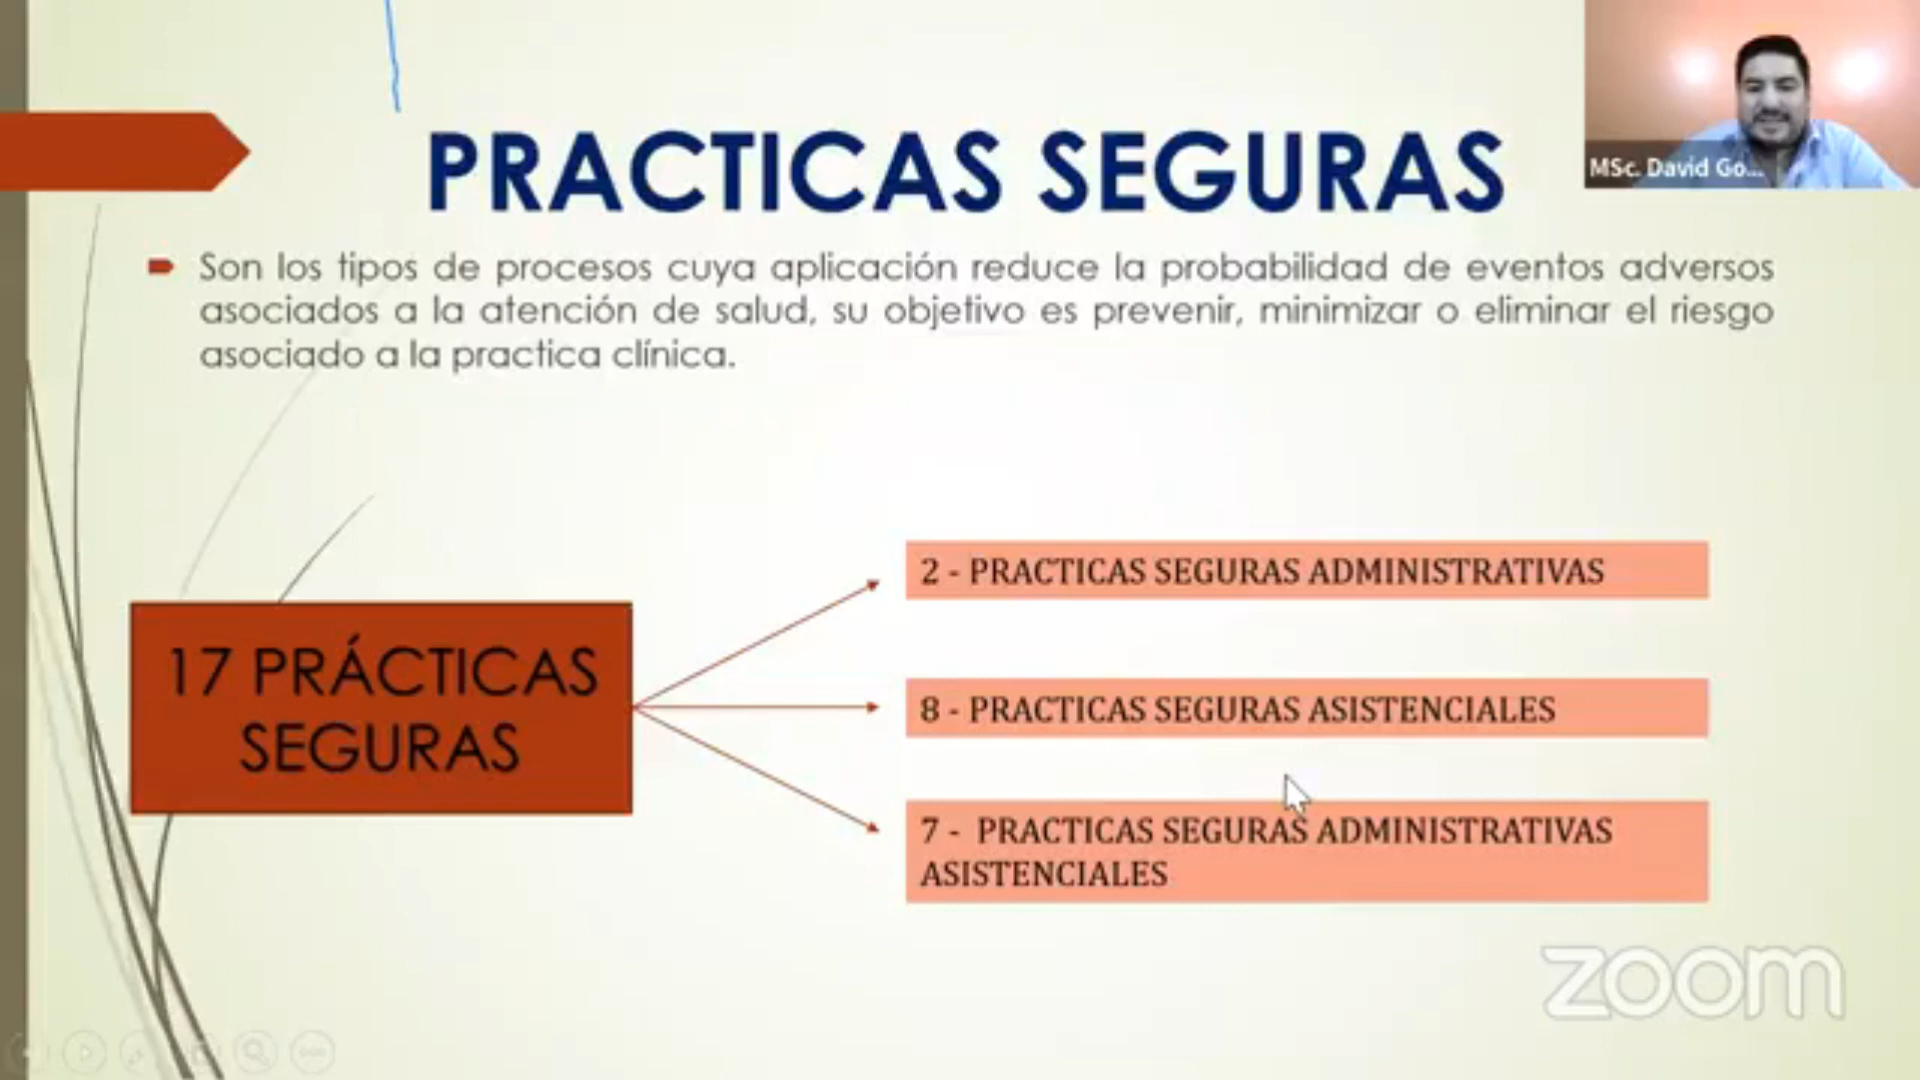 PRACTICAS SEGURAS
MSc. David Go...
Son los tipos de procesos cuya aplicación reduce la probabilidad de eventos adversos
asociados a la atención de salud, su objetivo es prevenir, minimizar o eliminar el riesgo
asociado a la practica clínica.
17 PRÁCTICAS
SEGURAS
2 - PRACTICAS SEGURAS ADMINISTRATIVAS
8 - PRACTICAS SEGURAS ASISTENCIALES
7 - PRACTICAS SEGURAS ADMINISTRATIVAS
ASISTENCIALES
zoom